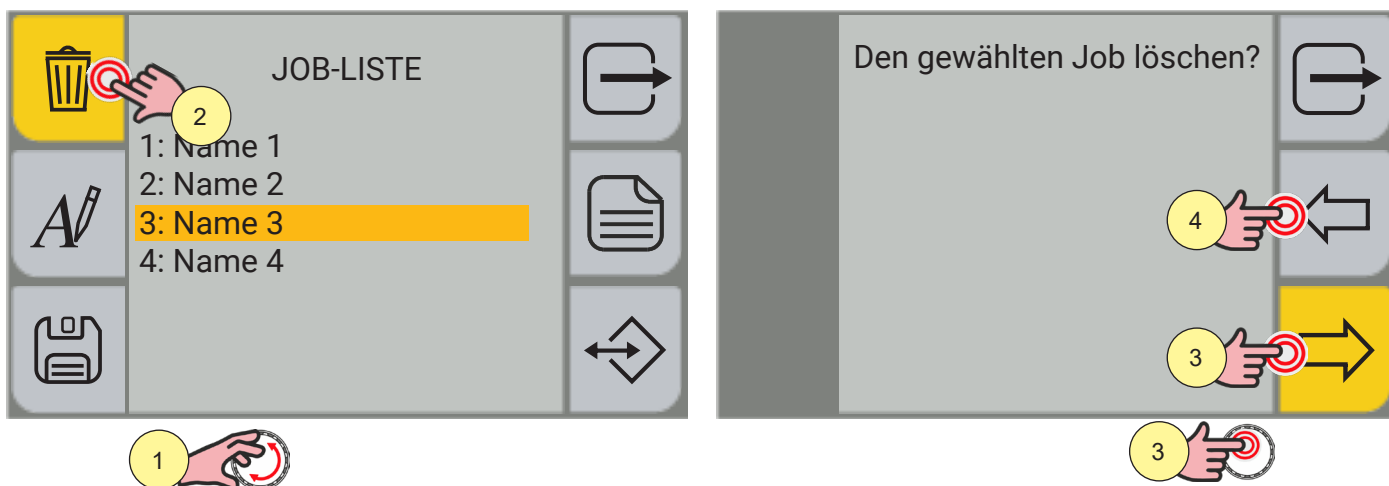 JOB-LISTE
2
1: Name 1
2: Name 2
3: Name 3
4: Name 4
1
Den gewählten Job löschen?
4
3
3